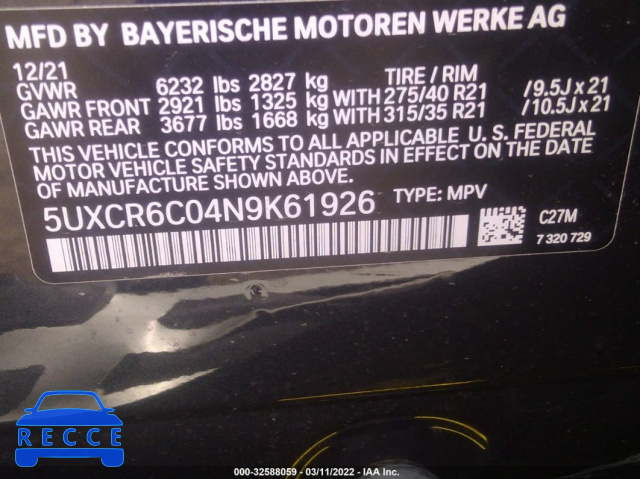 MFD BY BAYERISCHE MOTOREN WERKE AG
12/21
GVWR 6232 lbs 2827 kg TIRE / RIM
GAWR FRONT 2921 lbs 1325 kg WITH 275/40 R21 /9.5J x 21
GAWR REAR 3677 lbs 1668 kg WITH 315/35 R21 /10.5J x 21
THIS VEHICLE CONFORMS TO ALL APPLICABLE U. S. FEDERAL
MOTOR VEHICLE SAFETY STANDARDS IN EFFECT ON THE DATE
OF MANUFACTURE SHOWN ABOVE.
5UXCR6C04N9K61926 TYPE: MPV
C27M
7 320 729
RECCE
000-32588059 - 03/11/2022 - IAA Inc.